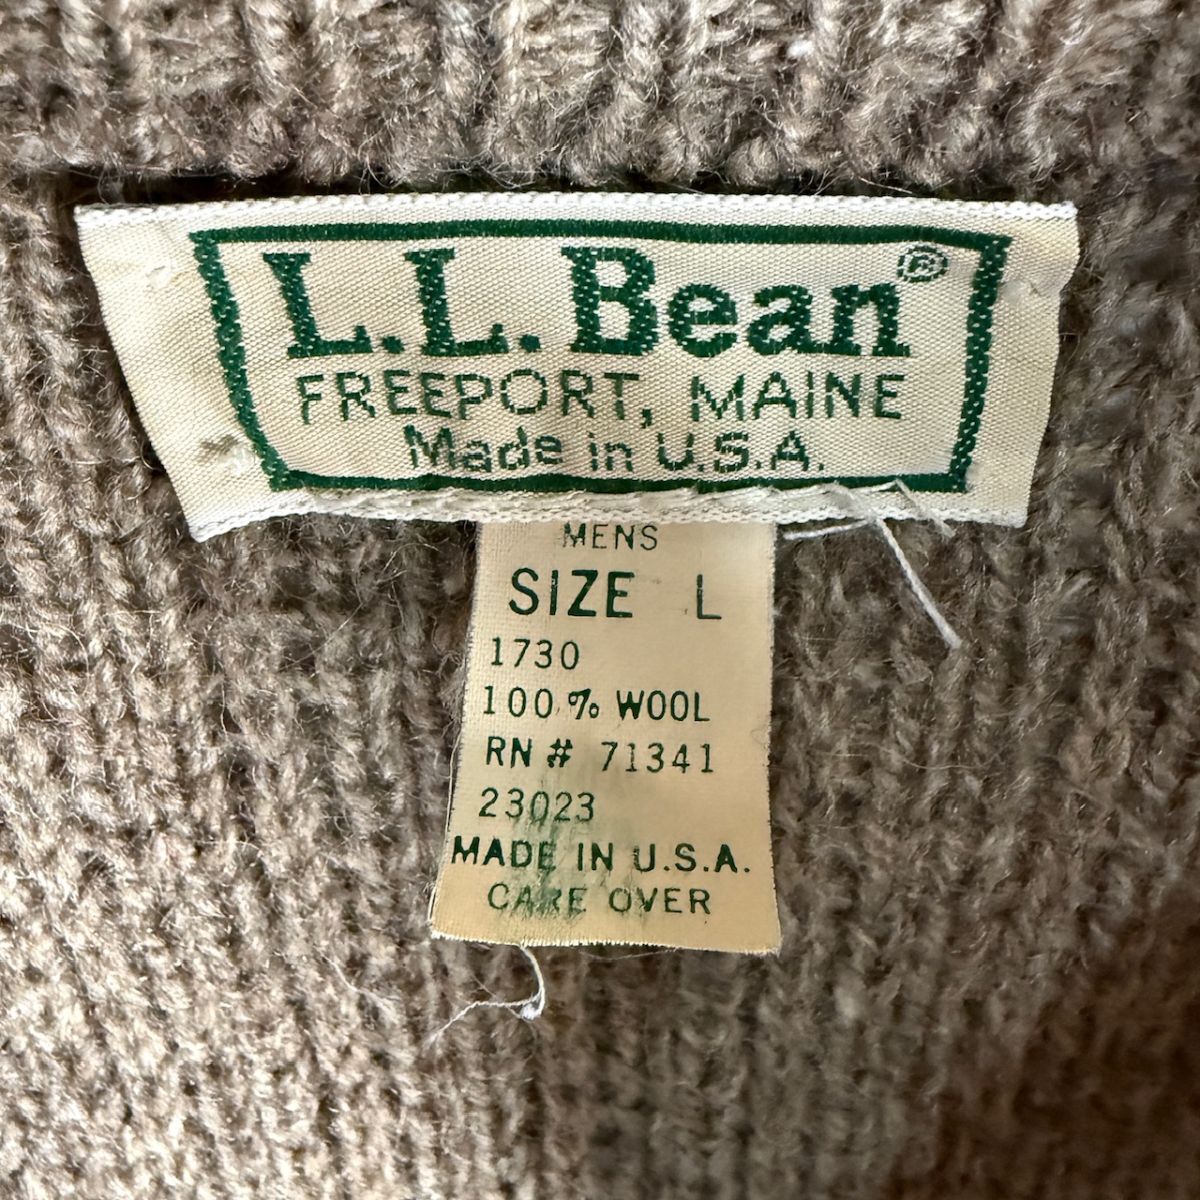 L.L.Bean®
FREEPORT, MAINE
Made in U.S.A.
MENS
SIZE L
1730
100% WOOL
RN# 71341
23023
MADE IN U.S.A.
CARE OVER